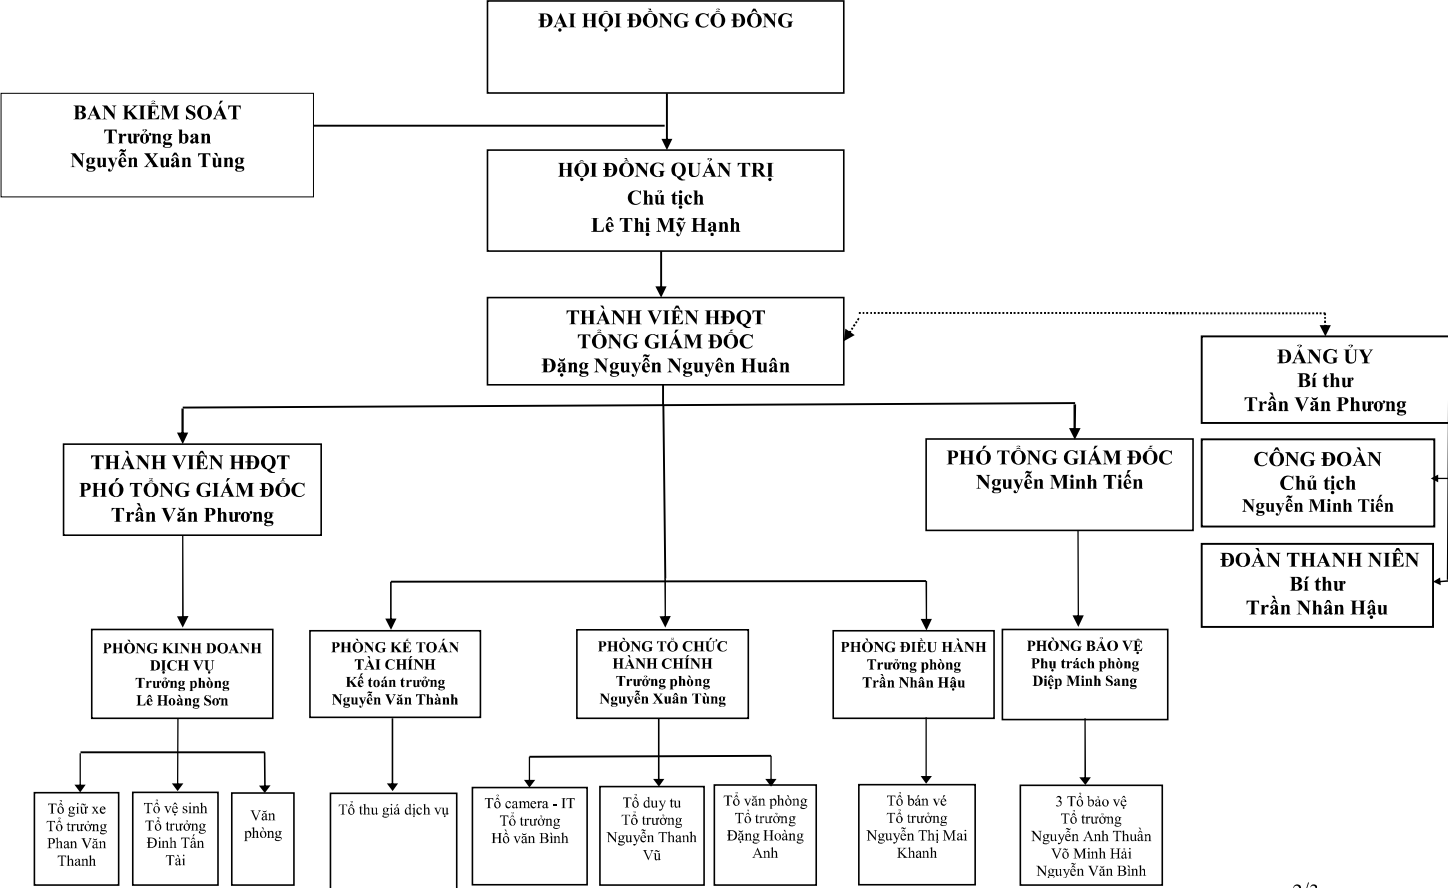 ĐẠI HỘI ĐỒNG CỔ ĐÔNG
BAN KIỂM SOÁT
Trưởng ban
Nguyễn Xuân Tùng
HỘI ĐỒNG QUẢN TRỊ
Chủ tịch
Lê Thị Mỹ Hạnh
THÀNH VIÊN HĐQT
TỔNG GIÁM ĐỐC
Đặng Nguyễn Nguyên Huân
ĐẢNG ỦY
Bí thư
Trần Văn Phương
THÀNH VIÊN HĐQT
PHÓ TỔNG GIÁM ĐỐC
Trần Văn Phương
PHÓ TỔNG GIÁM ĐỐC
Nguyễn Minh Tiến
CÔNG ĐOÀN
Chủ tịch
Nguyễn Minh Tiến
ĐOÀN THANH NIÊN
Bí thư
Trần Nhân Hậu
PHÒNG KINH DOANH
DỊCH VỤ
Trưởng phòng
Lê Hoàng Sơn
PHÒNG KẾ TOÁN
TÀI CHÍNH
Kế toán trưởng
Nguyễn Văn Thành
PHÒNG TỔ CHỨC
HÀNH CHÍNH
Trưởng phòng
Nguyễn Xuân Tùng
PHÒNG ĐIỀU HÀNH
Trưởng phòng
Trần Nhân Hậu
PHÒNG BẢO VỆ
Phụ trách phòng
Diệp Minh Sang
Tổ giữ xe
Tổ trưởng
Phan Văn
Thanh
Tổ vệ sinh
Tổ trưởng
Đinh Tấn
Tài
Văn
phòng
Tổ thu giá dịch vụ
Tổ camera - IT
Tổ trưởng
Hồ văn Bình
Tổ duy tu
Tổ trưởng
Nguyễn Thanh
Vũ
Tổ văn phòng
Tổ trưởng
Đặng Hoàng
Anh
Tổ bán vé
Tổ trưởng
Nguyễn Thị Mai
Khanh
3 Tổ bảo vệ
Tổ trưởng
Nguyễn Anh Thuần
Võ Minh Hải
Nguyễn Văn Bình